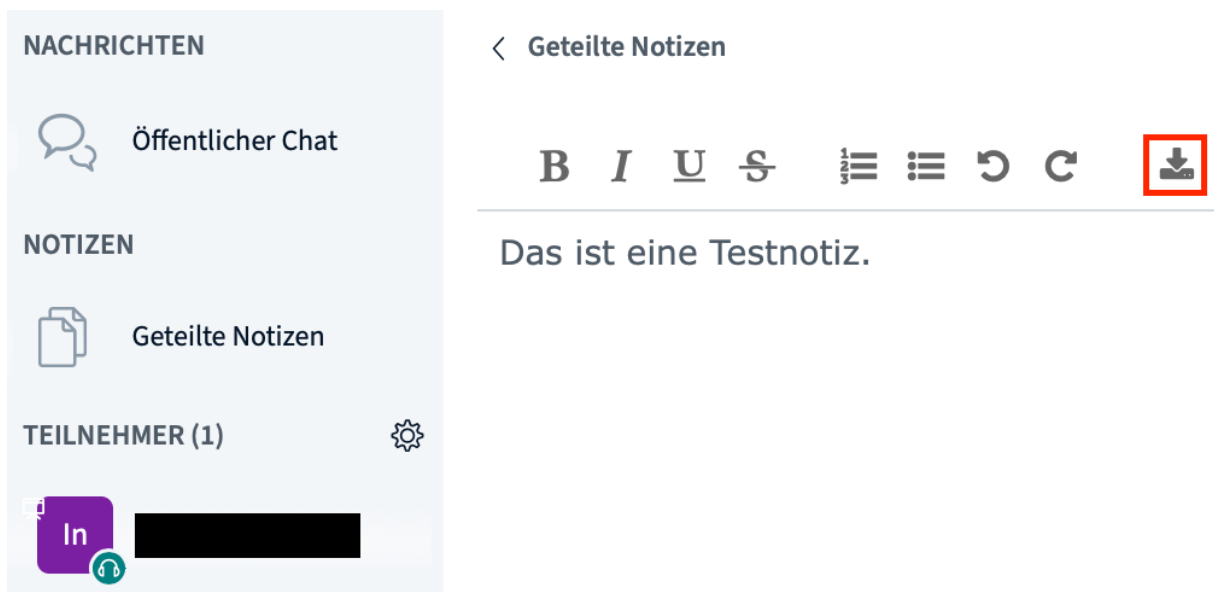 NACHRICHTEN
Öffentlicher Chat
NOTIZEN
Geteilte Notizen
TEILNEHMER (1)
In
Geteilte Notizen
B I U S
Das ist eine Testnotiz.